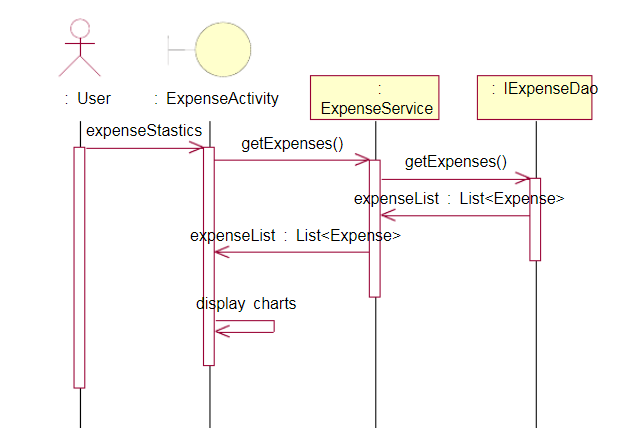 : User
: ExpenseActivity
:
ExpenseService
: IExpenseDao
expenseStastics
getExpenses()
getExpenses()
expenseList : List<Expense>
expenseList : List<Expense>
display charts